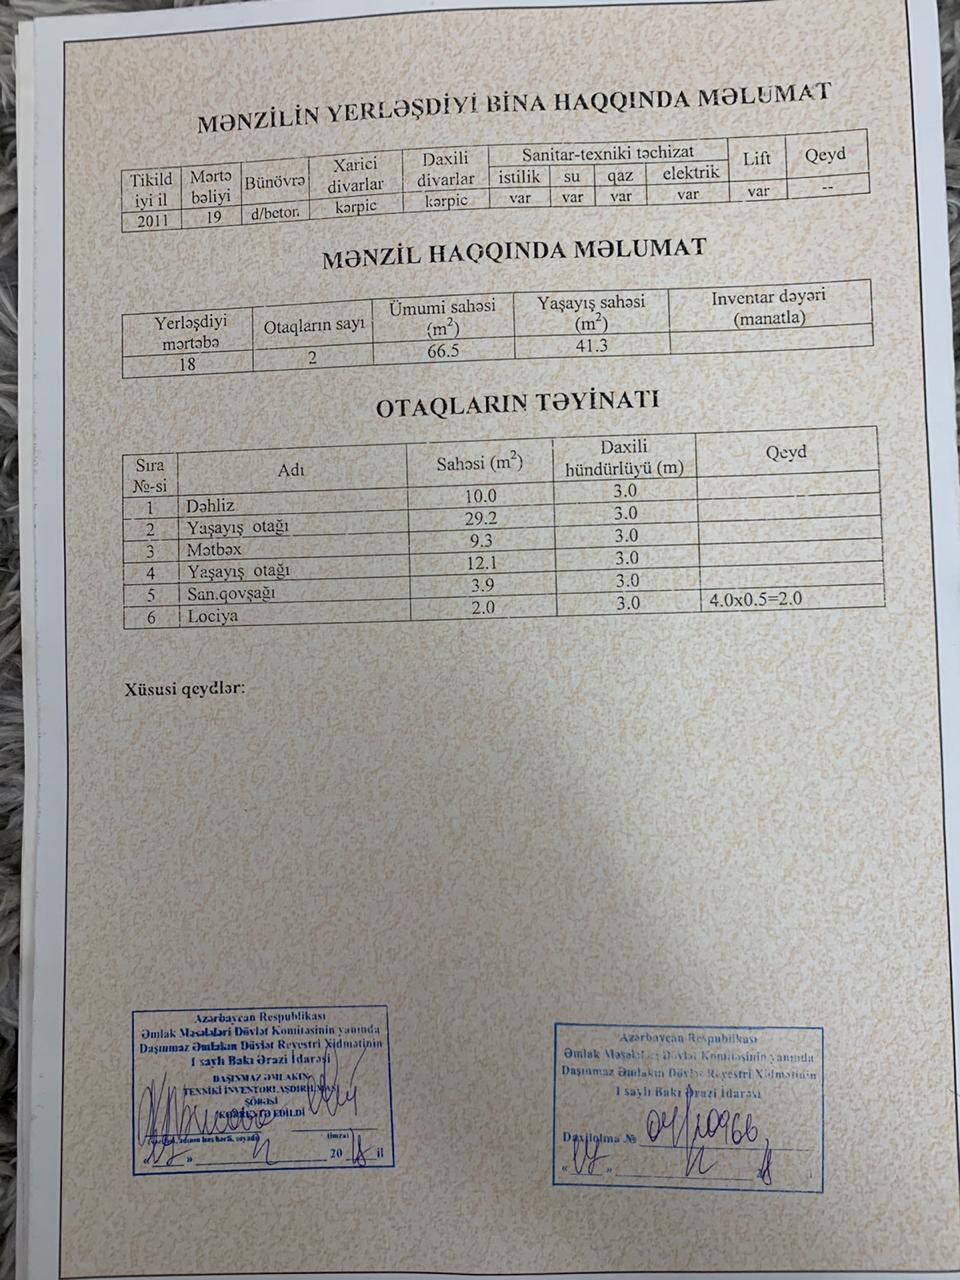 MƏNZİLİN YERLƏŞDİYİ BİNA HAQQINDA MƏLUMAT
Tikild Mərtə Bünövrə Xarici Daxili Sanitar-texniki təchizat Lift Qeyd
iyi il bəliyi divarlar divarlar istilik su qaz elektrik
2011 19 d/beton kərpic kərpic var var var var var --
MƏNZİL HAQQINDA MƏLUMAT
Yerləşdiyi Otaqların sayı Ümumi sahəsi Yaşayış sahəsi Inventar dəyəri
mərtəbə (m²) (m²) (manatla)
18 2 66.5 41.3
OTAQLARIN TƏYİNATI
Sıra Adı Sahəsi (m²) Daxili Qeyd
№-si hündürlüyü (m)
1 Dəhliz 10.0 3.0
2 Yaşayış otağı 29.2 3.0
3 Mətbəx 9.3 3.0
4 Yaşayış otağı 12.1 3.0
5 San.qovşağı 3.9 3.0
6 Lociya 2.0 3.0 4.0x0.5=2.0
Xüsusi qeydlər:
Azərbaycan Respublikası
Əmlak Məsələləri Dövlət Komitəsinin yanında
Daşınmaz Əmlakın Dövlət Reyestri Xidmətinin
1 saylı Bakı Ərazi İdarəsi
DAŞINMAZ ƏMLAKIN
TEXNİKİ İNVENTARLAŞDIRILMASI
ŞÖBƏSİ
(imza)
20 il
Azərbaycan Respublikası
Əmlak Məsələləri Dövlət Komitəsinin yanında
Daşınmaz Əmlakın Dövlət Reyestri Xidmətinin
1 saylı Bakı Ərazi İdarəsi
Daxilolma №